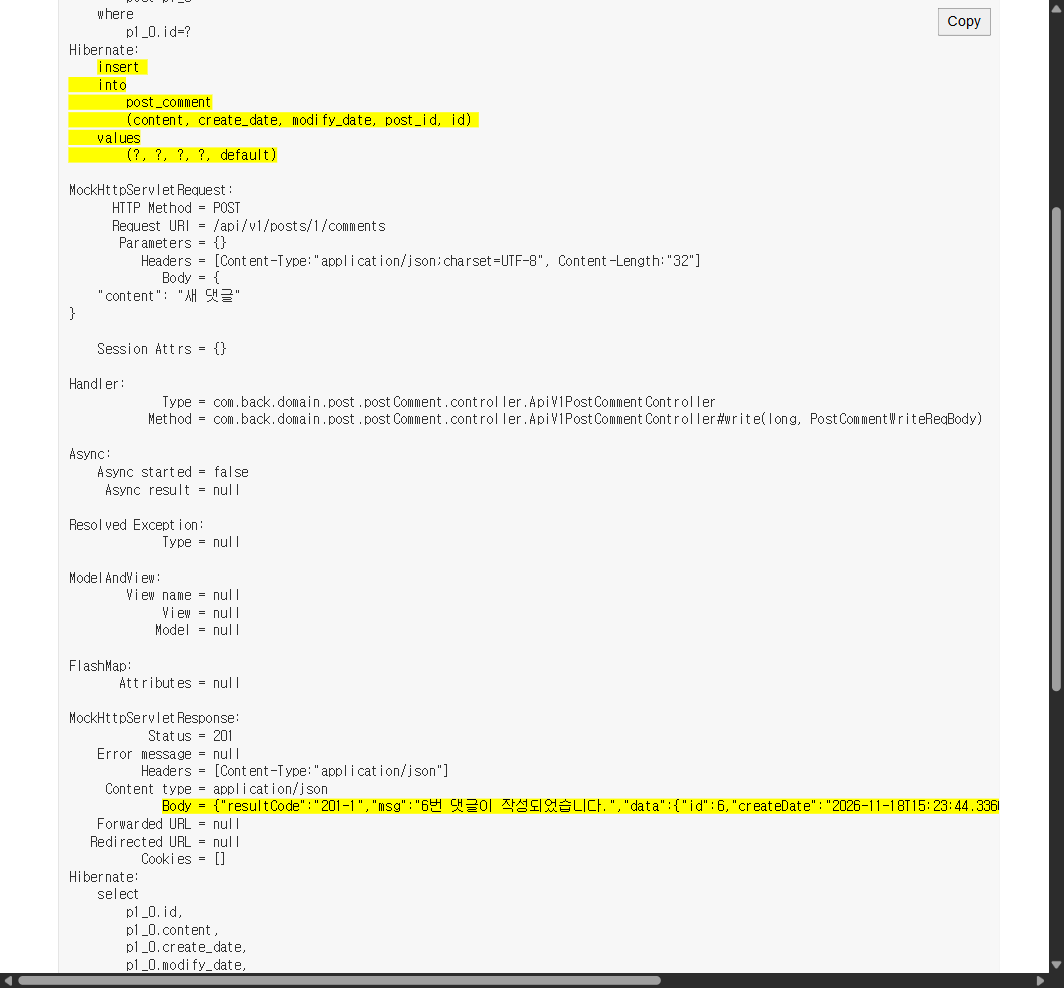 where
p1_0.id=?
Copy
Hibernate:
insert
into
post_comment
(content, create_date, modify_date, post_id, id)
values
(?, ?, ?, ?, default)
MockHttpServletRequest:
HTTP Method = POST
Request URI = /api/v1/posts/1/comments
Parameters = {}
Headers = [Content-Type:"application/json;charset=UTF-8", Content-Length:"32"]
Body = {
"content": "새 댓글"
}
Session Attrs = {}
Handler:
Type = com.back.domain.post.postComment.controller.ApiV1PostCommentController
Method = com.back.domain.post.postComment.controller.ApiV1PostCommentController#write(long, PostCommentWriteReqBody)
Async:
Async started = false
Async result = null
Resolved Exception:
Type = null
ModelAndView:
View name = null
View = null
Model = null
FlashMap:
Attributes = null
MockHttpServletResponse:
Status = 201
Error message = null
Headers = [Content-Type:"application/json"]
Content type = application/json
Body = {"resultCode":"201-1","msg":"6번 댓글이 작성되었습니다.","data":{"id":6,"createDate":"2026-11-18T15:23:44.336
Forwarded URL = null
Redirected URL = null
Cookies = []
Hibernate:
select
p1_0.id,
p1_0.content,
p1_0.create_date,
p1_0.modify_date,